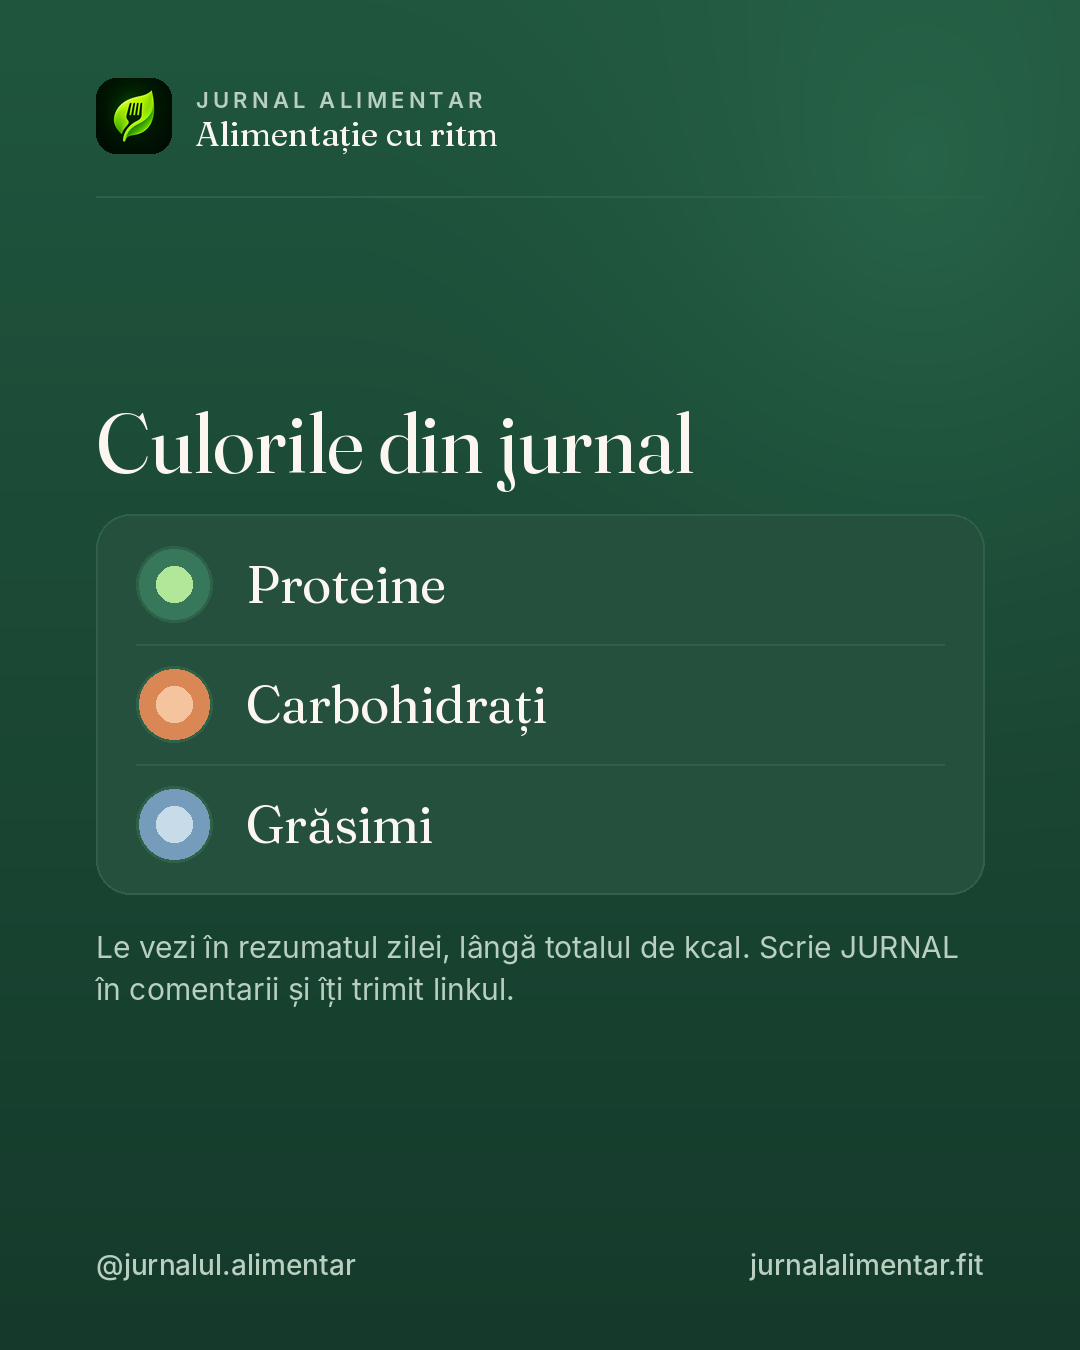 JURNAL ALIMENTAR
Alimentație cu ritm
Culorile din jurnal
Proteine
Carbohidrați
Grăsimi
Le vezi în rezumatul zilei, lângă totalul de kcal. Scrie JURNAL
în comentarii și îți trimit linkul.
@jurnalul.alimentar
jurnalalimentar.fit